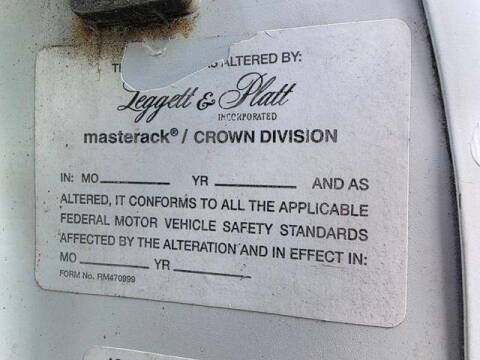 TH AS ALTERED BY:
Leggett & Platt
INCORPORATED
masterack® / CROWN DIVISION
IN: MO YR AND AS
ALTERED, IT CONFORMS TO ALL THE APPLICABLE
FEDERAL MOTOR VEHICLE SAFETY STANDARDS
AFFECTED BY THE ALTERATION AND IN EFFECT IN:
MO YR
FORM No. RM470999